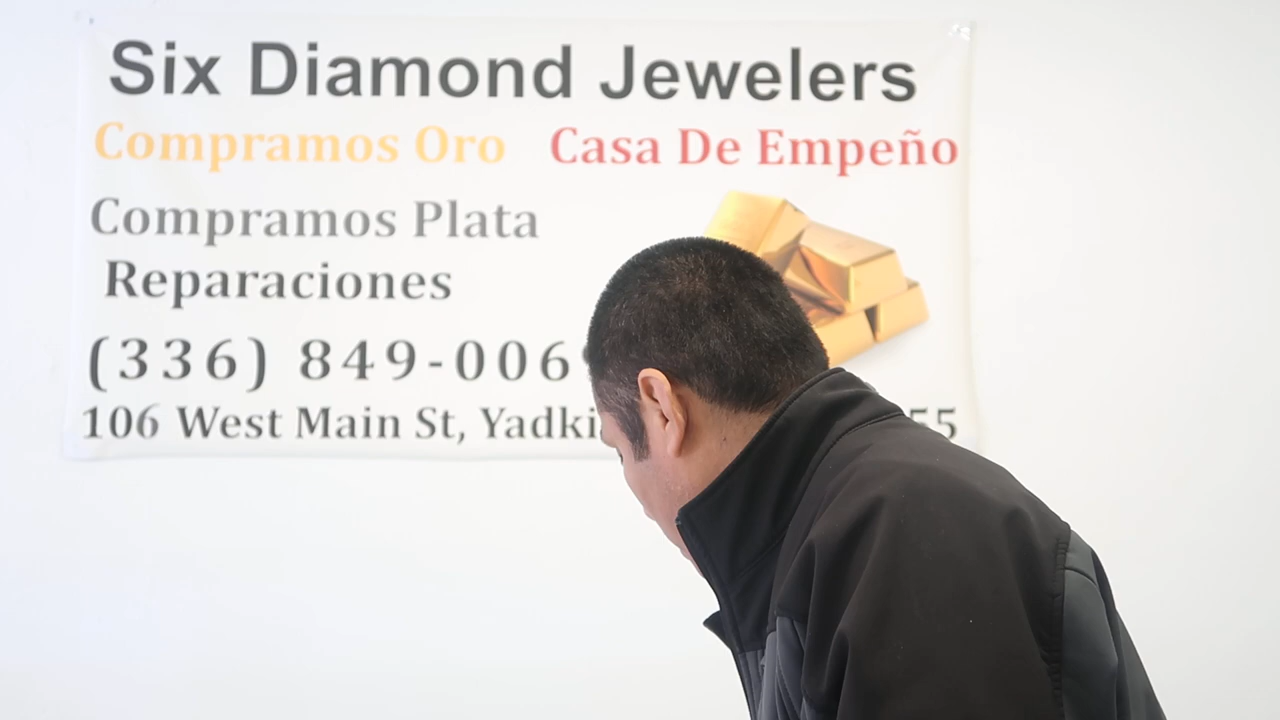 Six Diamond Jewelers
Compramos Oro Casa De Empeño
Compramos Plata
Reparaciones
(336) 849-006
106 West Main St, 55